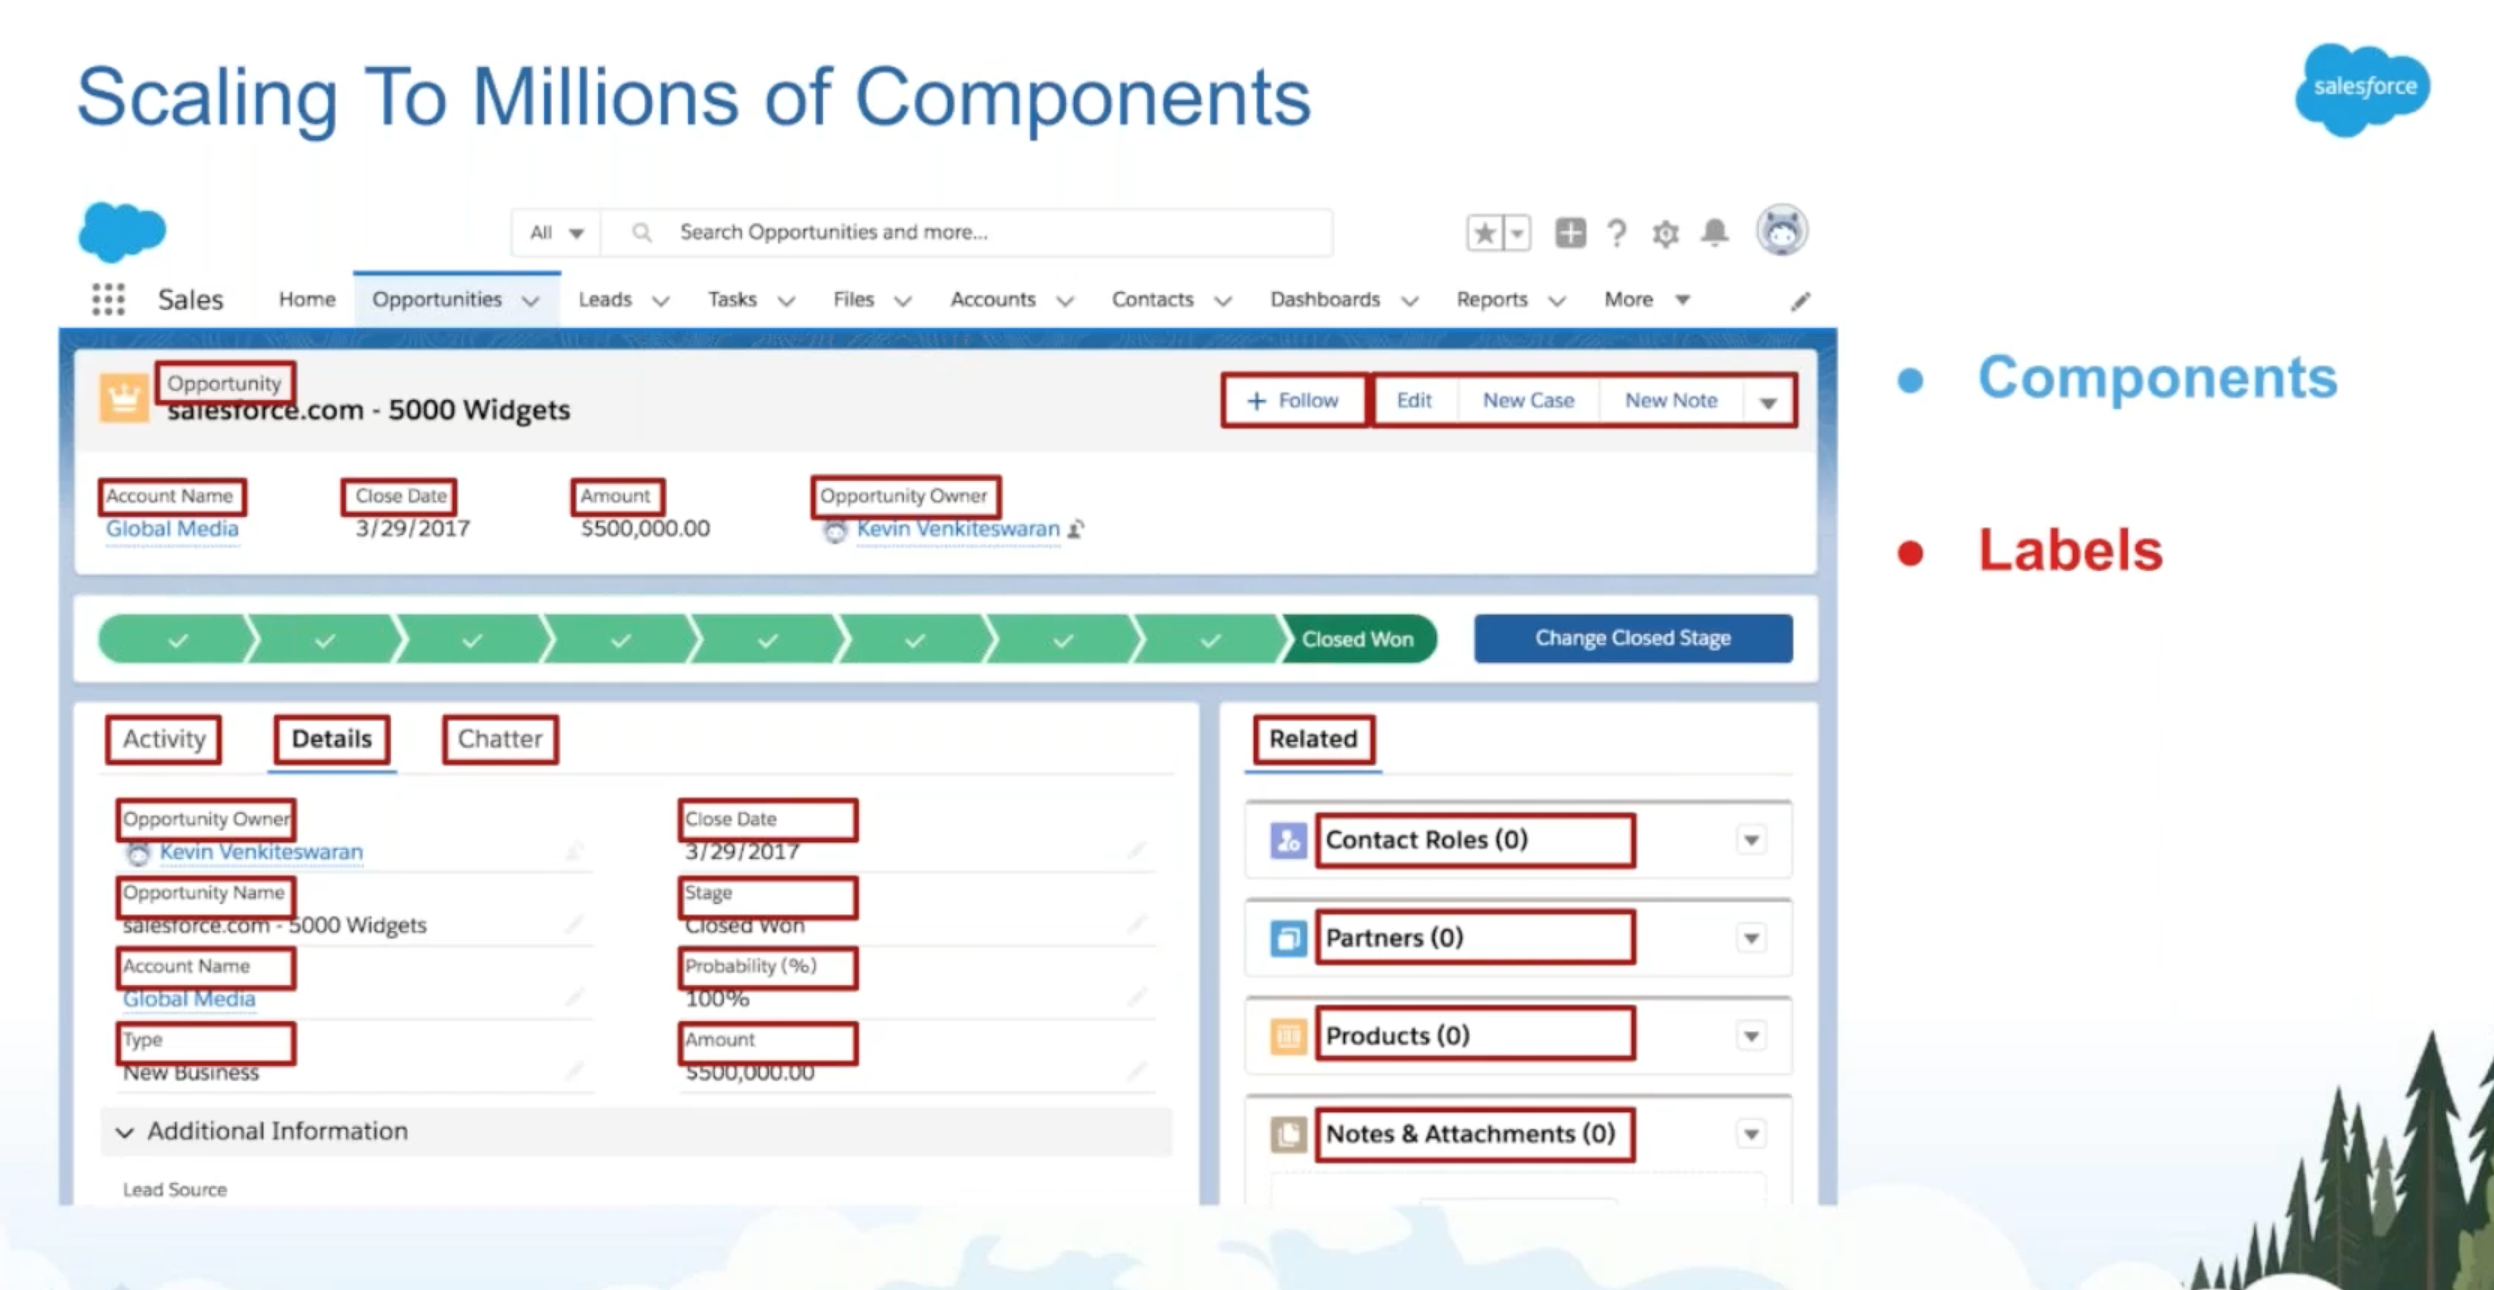 Scaling To Millions of Components
salesforce
All
Search Opportunities and more...
Sales Home Opportunities Leads Tasks Files Accounts Contacts Dashboards Reports More
Opportunity
salesforce.com - 5000 Widgets
+ Follow Edit New Case New Note
Account Name Close Date Amount Opportunity Owner
Global Media 3/29/2017 $500,000.00 Kevin Venkiteswaran
Closed Won Change Closed Stage
• Components
• Labels
Activity Details Chatter
Opportunity Owner Close Date
Kevin Venkiteswaran 3/29/2017
Opportunity Name Stage
salesforce.com - 5000 Widgets Closed Won
Account Name Probability (%)
Global Media 100%
Type Amount
New Business $500,000.00
Additional Information
Lead Source
Related
Contact Roles (0)
Partners (0)
Products (0)
Notes & Attachments (0)